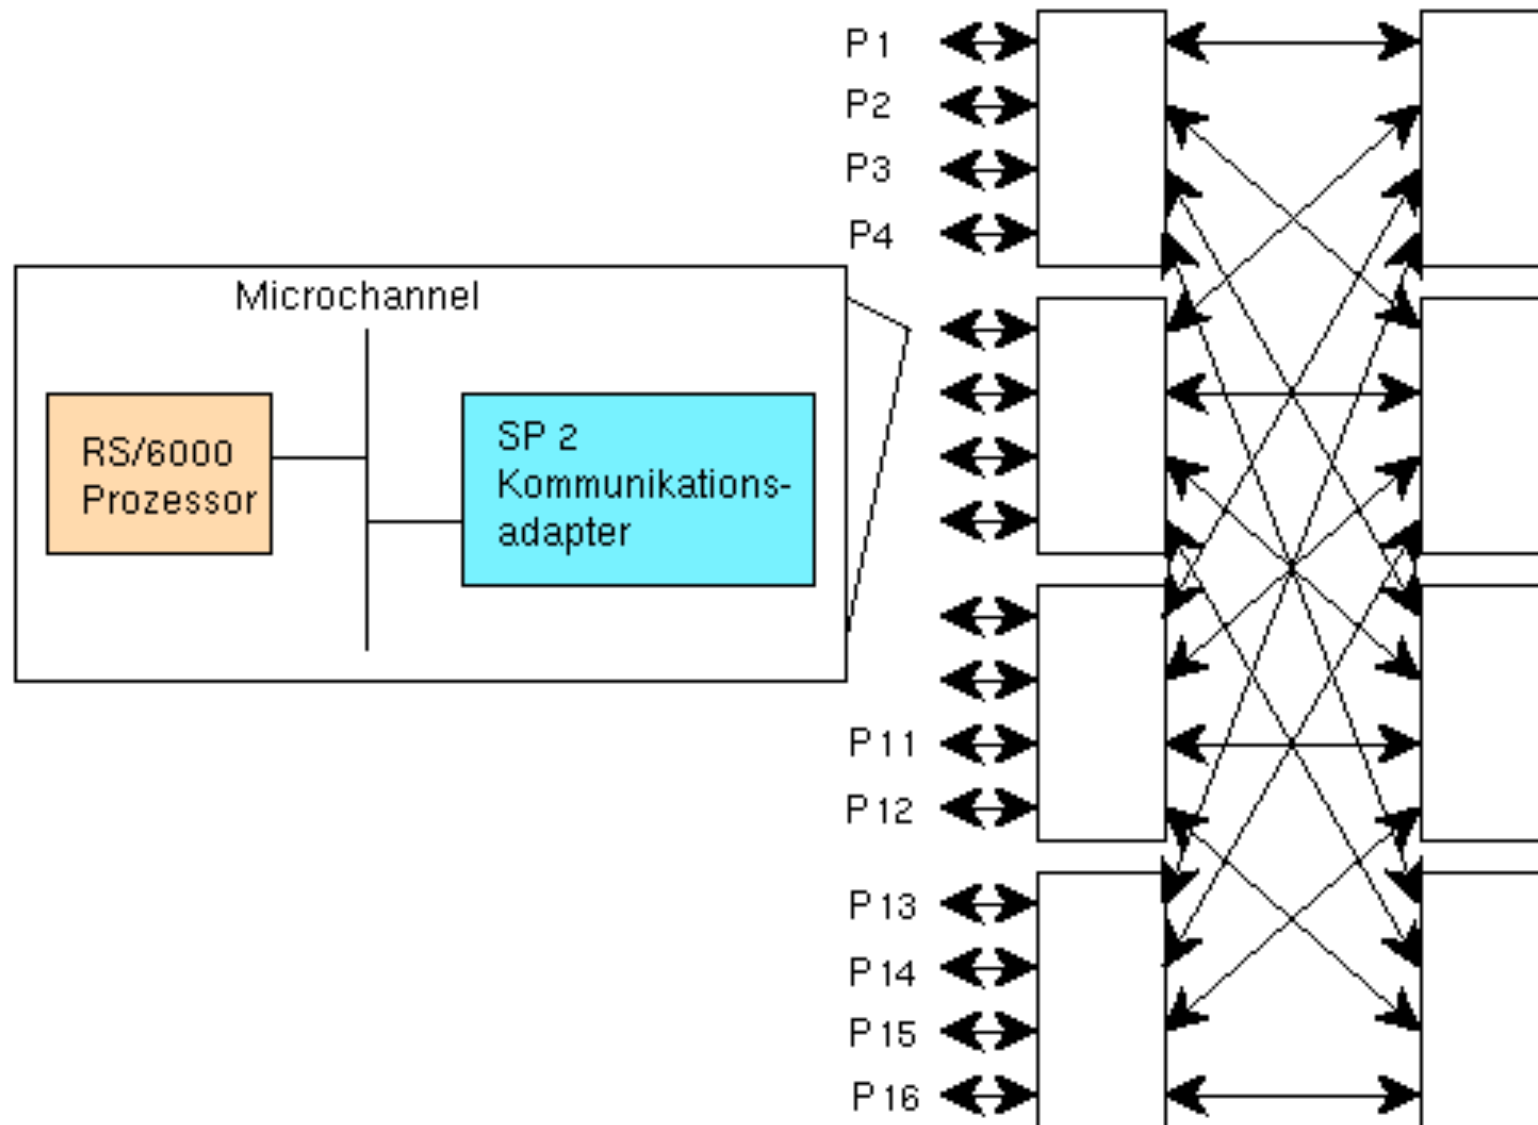 P1
P2
P3
P4
Microchannel
RS/6000
Prozessor
SP 2
Kommunikations-
adapter
P11
P12
P13
P14
P15
P16